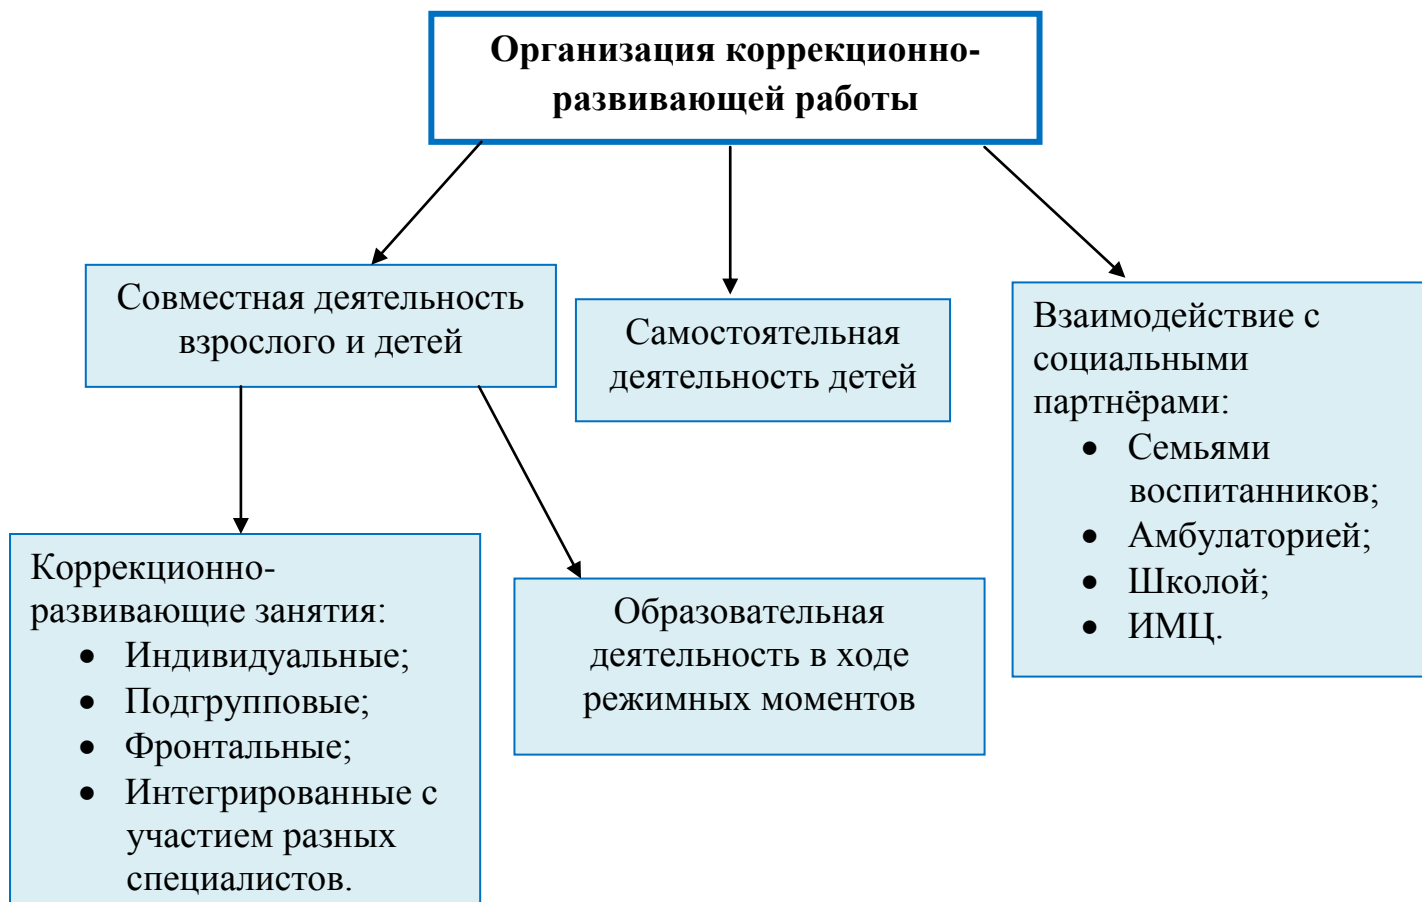 Организация коррекционно-
развивающей работы
Совместная деятельность
взрослого и детей
Самостоятельная
деятельность детей
Взаимодействие с
социальными
партнёрами:
• Семьями
воспитанников;
• Амбулаторией;
• Школой;
• ИМЦ.
Коррекционно-
развивающие занятия:
• Индивидуальные;
• Подгрупповые;
• Фронтальные;
• Интегрированные с
участием разных
специалистов.
Образовательная
деятельность в ходе
режимных моментов